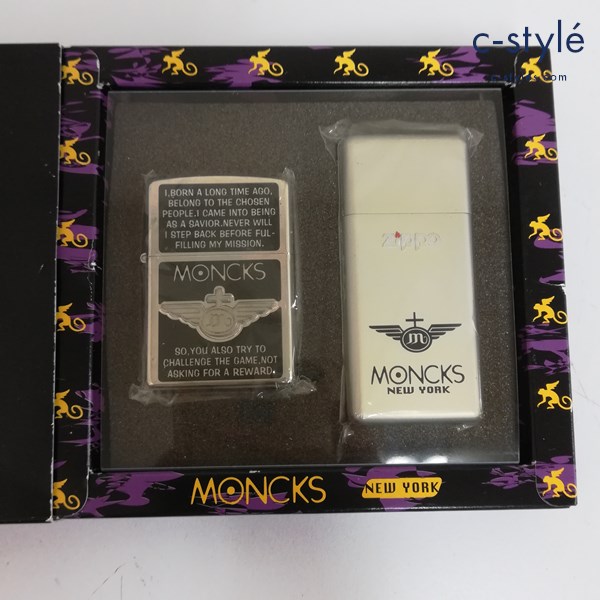 c-stylé
I,BORN A LONG TIME AGO,
BELONG TO THE CHOSEN
PEOPLE.I CAME INTO BEING
AS A SAVIOR.NEVER WILL
I STEP BACK BEFORE FUL-
FILLING MY MISSION.
MONCKS
M
SO,YOU ALSO TRY TO
CHALLENGE THE GAME,NOT
ASKING FOR A REWARD.
Zippo
M
MONCKS
NEW YORK
MONCKS
NEW YORK